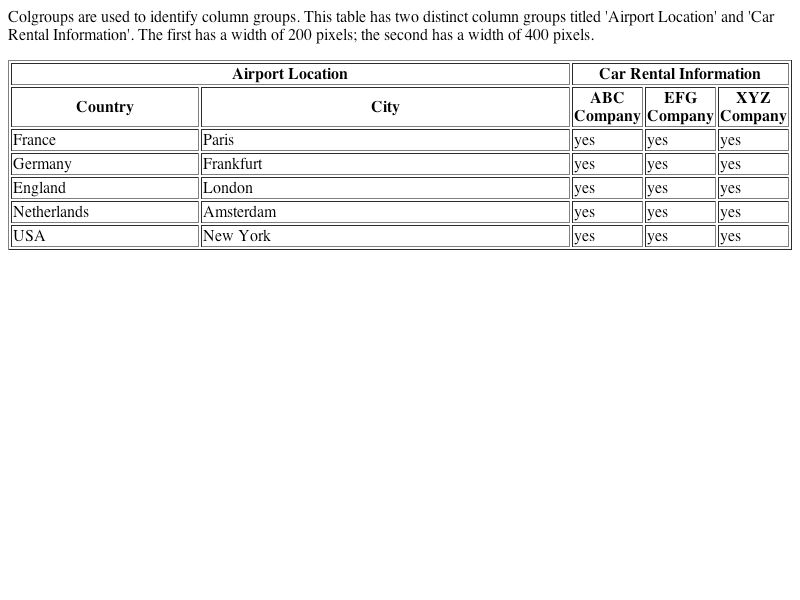 Colgroups are used to identify column groups. This table has two distinct column groups titled 'Airport Location' and 'Car
Rental Information'. The first has a width of 200 pixels; the second has a width of 400 pixels.
Airport Location Car Rental Information
Country City ABC Company EFG Company XYZ Company
France Paris yes yes yes
Germany Frankfurt yes yes yes
England London yes yes yes
Netherlands Amsterdam yes yes yes
USA New York yes yes yes